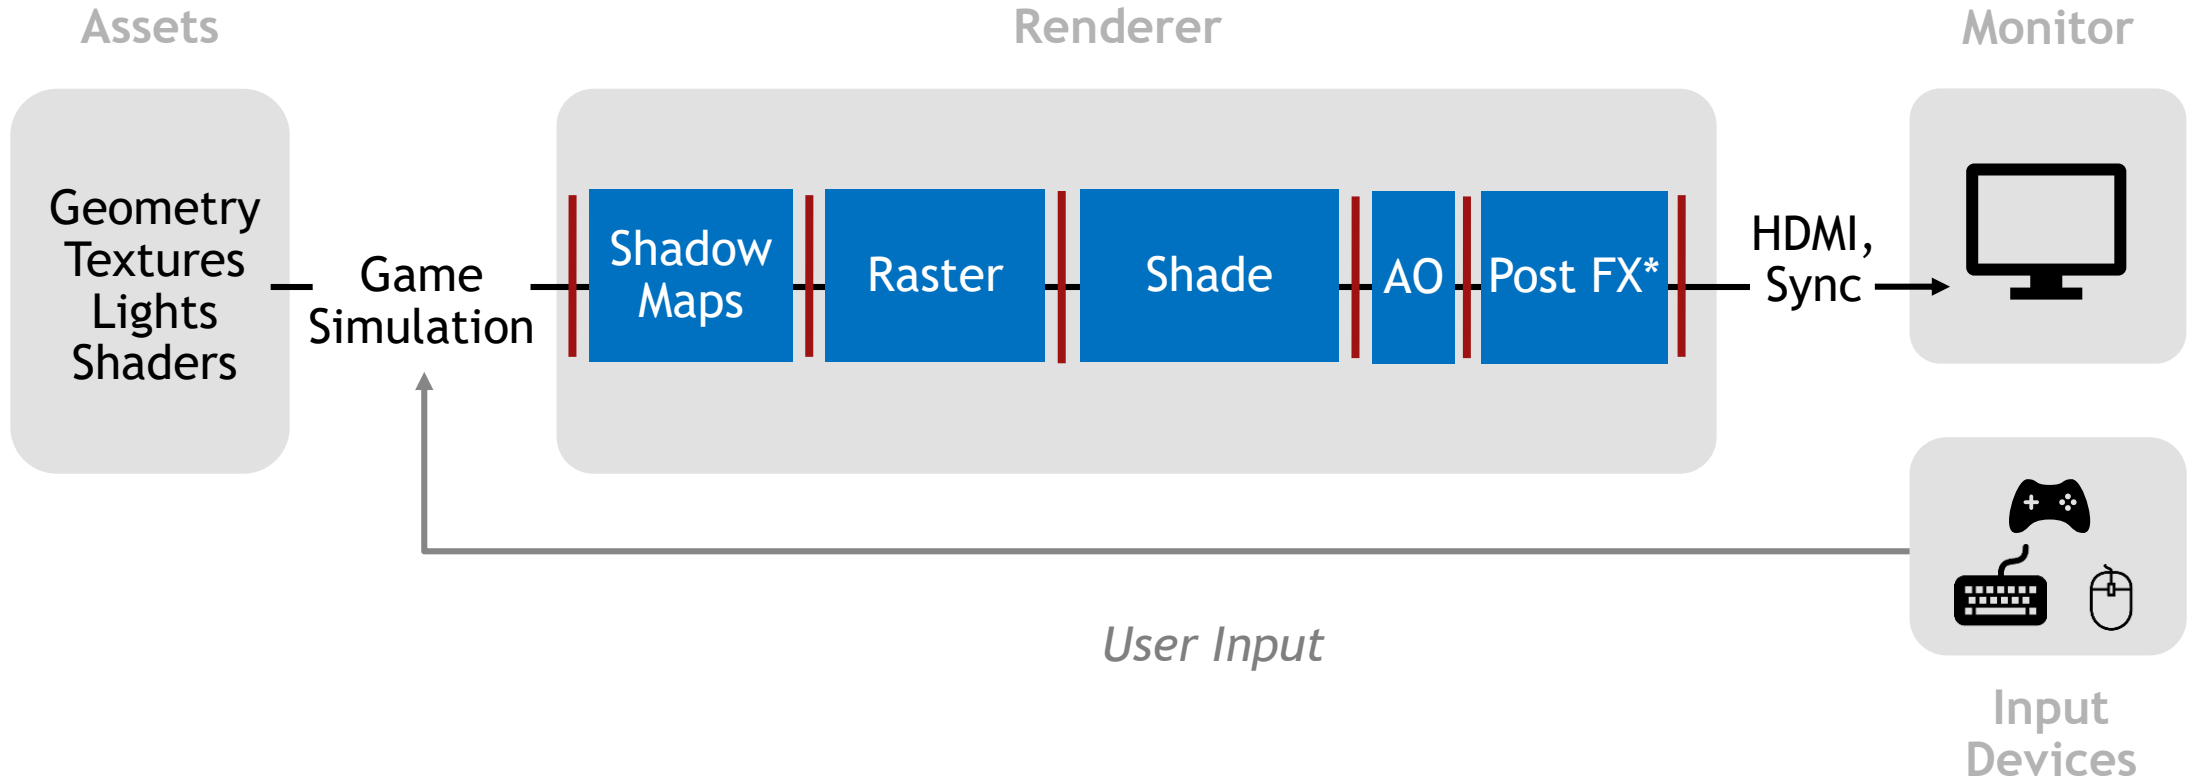 Assets
Renderer
Monitor
Geometry
Textures
Lights
Shaders
Game
Simulation
Shadow
Maps
Raster
Shade
AO
Post FX*
HDMI,
Sync
User Input
Input
Devices